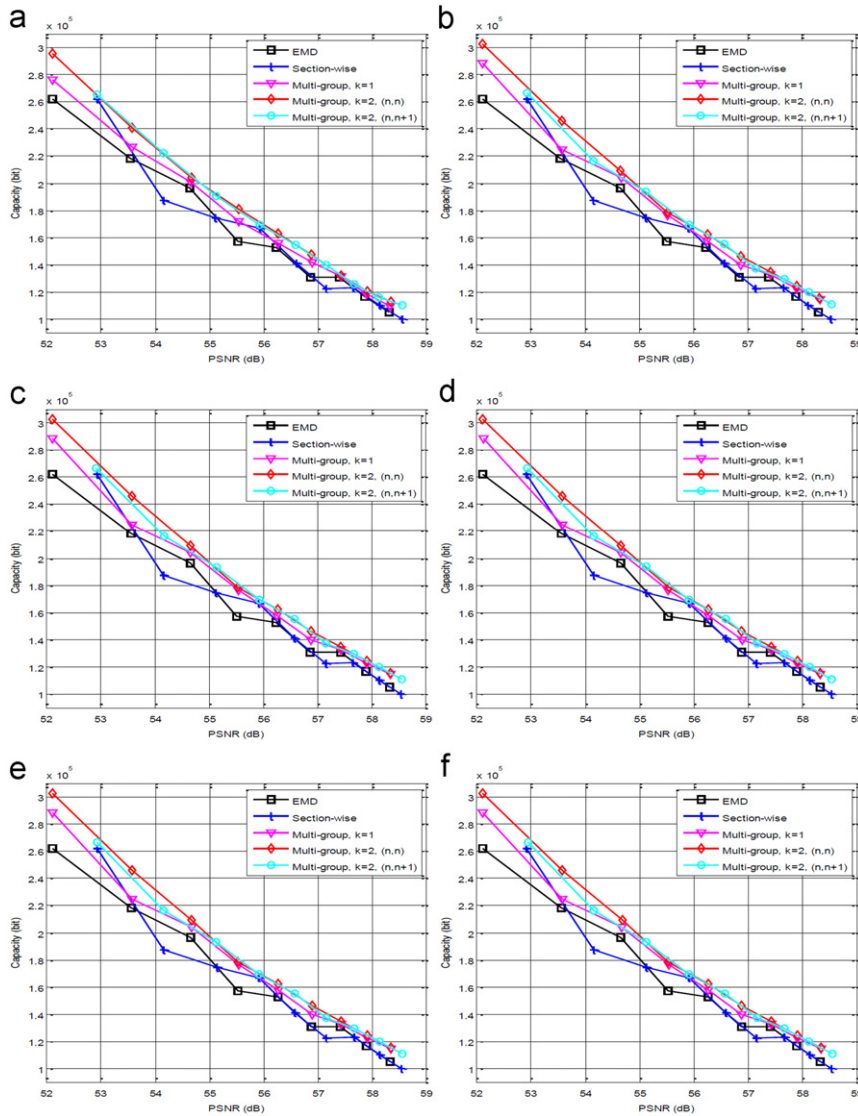 a
x 10⁵
3
2.8
2.6
2.4
2.2
2
1.8
1.6
1.4
1.2
1
Capacity (bit)
52 53 54 55 56 57 58 59
PSNR (dB)
EMD
Section-wise
Multi-group, k=1
Multi-group, k=2, (n,n)
Multi-group, k=2, (n,n+1)
b
x 10⁵
3
2.8
2.6
2.4
2.2
2
1.8
1.6
1.4
1.2
1
Capacity (bit)
52 53 54 55 56 57 58 59
PSNR (dB)
EMD
Section-wise
Multi-group, k=1
Multi-group, k=2, (n,n)
Multi-group, k=2, (n,n+1)
c
x 10⁵
3
2.8
2.6
2.4
2.2
2
1.8
1.6
1.4
1.2
1
Capacity (bit)
52 53 54 55 56 57 58 59
PSNR (dB)
EMD
Section-wise
Multi-group, k=1
Multi-group, k=2, (n,n)
Multi-group, k=2, (n,n+1)
d
x 10⁵
3
2.8
2.6
2.4
2.2
2
1.8
1.6
1.4
1.2
1
Capacity (bit)
52 53 54 55 56 57 58 59
PSNR (dB)
EMD
Section-wise
Multi-group, k=1
Multi-group, k=2, (n,n)
Multi-group, k=2, (n,n+1)
e
x 10⁵
3
2.8
2.6
2.4
2.2
2
1.8
1.6
1.4
1.2
1
Capacity (bit)
52 53 54 55 56 57 58 59
PSNR (dB)
EMD
Section-wise
Multi-group, k=1
Multi-group, k=2, (n,n)
Multi-group, k=2, (n,n+1)
f
x 10⁵
3
2.8
2.6
2.4
2.2
2
1.8
1.6
1.4
1.2
1
Capacity (bit)
52 53 54 55 56 57 58 59
PSNR (dB)
EMD
Section-wise
Multi-group, k=1
Multi-group, k=2, (n,n)
Multi-group, k=2, (n,n+1)